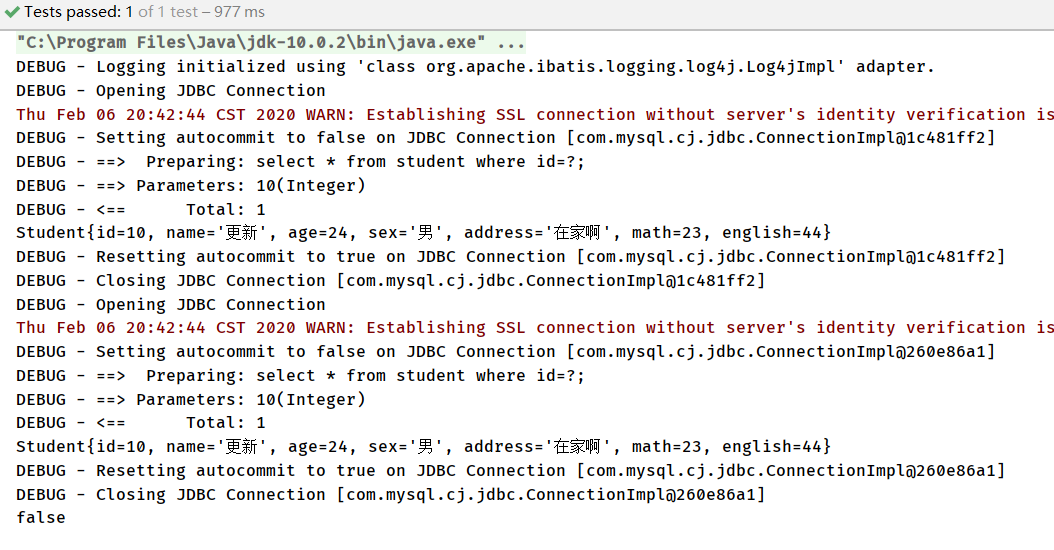 Tests passed: 1 of 1 test – 977 ms
"C:\Program Files\Java\jdk-10.0.2\bin\java.exe" ...
DEBUG - Logging initialized using 'class org.apache.ibatis.logging.log4j.Log4jImpl' adapter.
DEBUG - Opening JDBC Connection
Thu Feb 06 20:42:44 CST 2020 WARN: Establishing SSL connection without server's identity verification is
DEBUG - Setting autocommit to false on JDBC Connection [com.mysql.cj.jdbc.ConnectionImpl@1c481ff2]
DEBUG - ==>  Preparing: select * from student where id=?;
DEBUG - ==> Parameters: 10(Integer)
DEBUG - <==      Total: 1
Student{id=10, name='更新', age=24, sex='男', address='在家啊', math=23, english=44}
DEBUG - Resetting autocommit to true on JDBC Connection [com.mysql.cj.jdbc.ConnectionImpl@1c481ff2]
DEBUG - Closing JDBC Connection [com.mysql.cj.jdbc.ConnectionImpl@1c481ff2]
DEBUG - Opening JDBC Connection
Thu Feb 06 20:42:44 CST 2020 WARN: Establishing SSL connection without server's identity verification is
DEBUG - Setting autocommit to false on JDBC Connection [com.mysql.cj.jdbc.ConnectionImpl@260e86a1]
DEBUG - ==>  Preparing: select * from student where id=?;
DEBUG - ==> Parameters: 10(Integer)
DEBUG - <==      Total: 1
Student{id=10, name='更新', age=24, sex='男', address='在家啊', math=23, english=44}
DEBUG - Resetting autocommit to true on JDBC Connection [com.mysql.cj.jdbc.ConnectionImpl@260e86a1]
DEBUG - Closing JDBC Connection [com.mysql.cj.jdbc.ConnectionImpl@260e86a1]
false